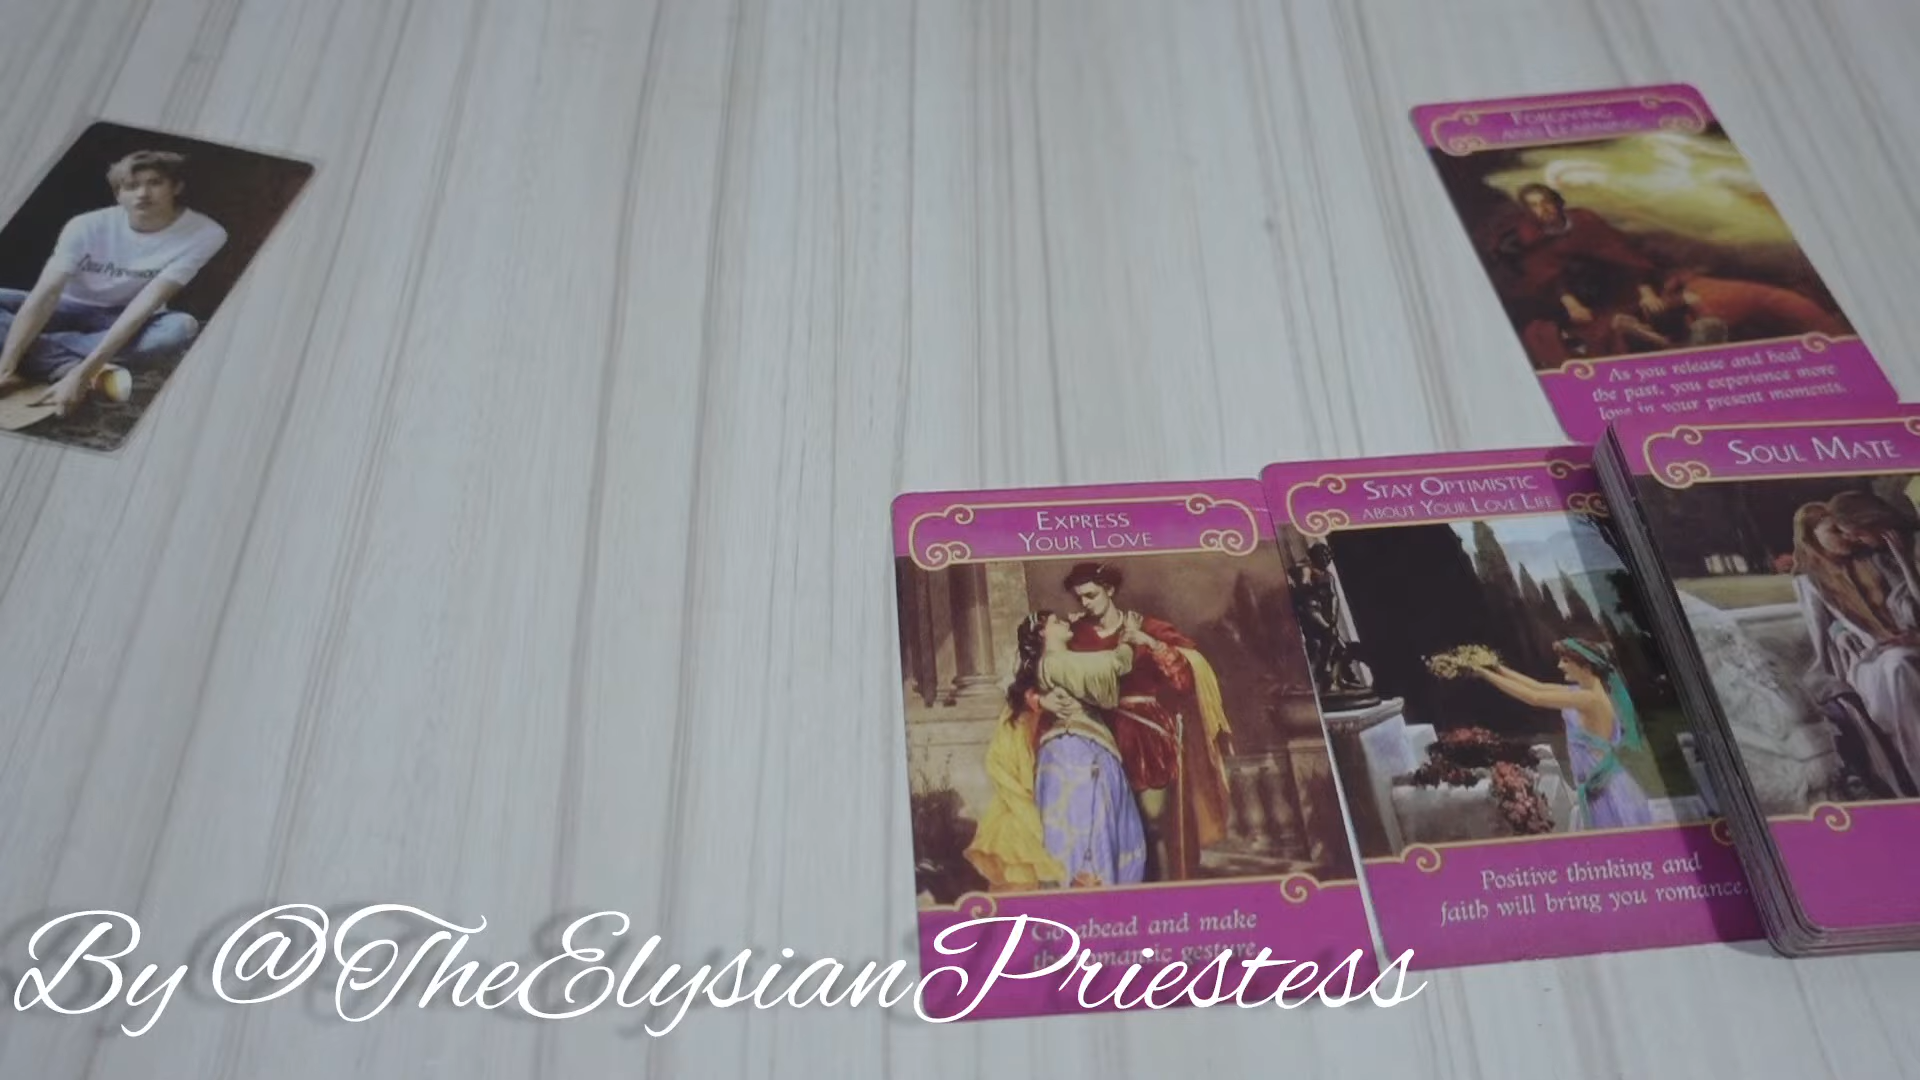 FORGIVING
AND LEARNING
As you release and heal
the past, you experience more
love in your present moments.
SOUL MATE
STAY OPTIMISTIC
ABOUT YOUR LOVE LIFE
Positive thinking and
faith will bring you romance.
EXPRESS
YOUR LOVE
Go ahead and make
the romantic gesture.
By @TheElysianPriestess